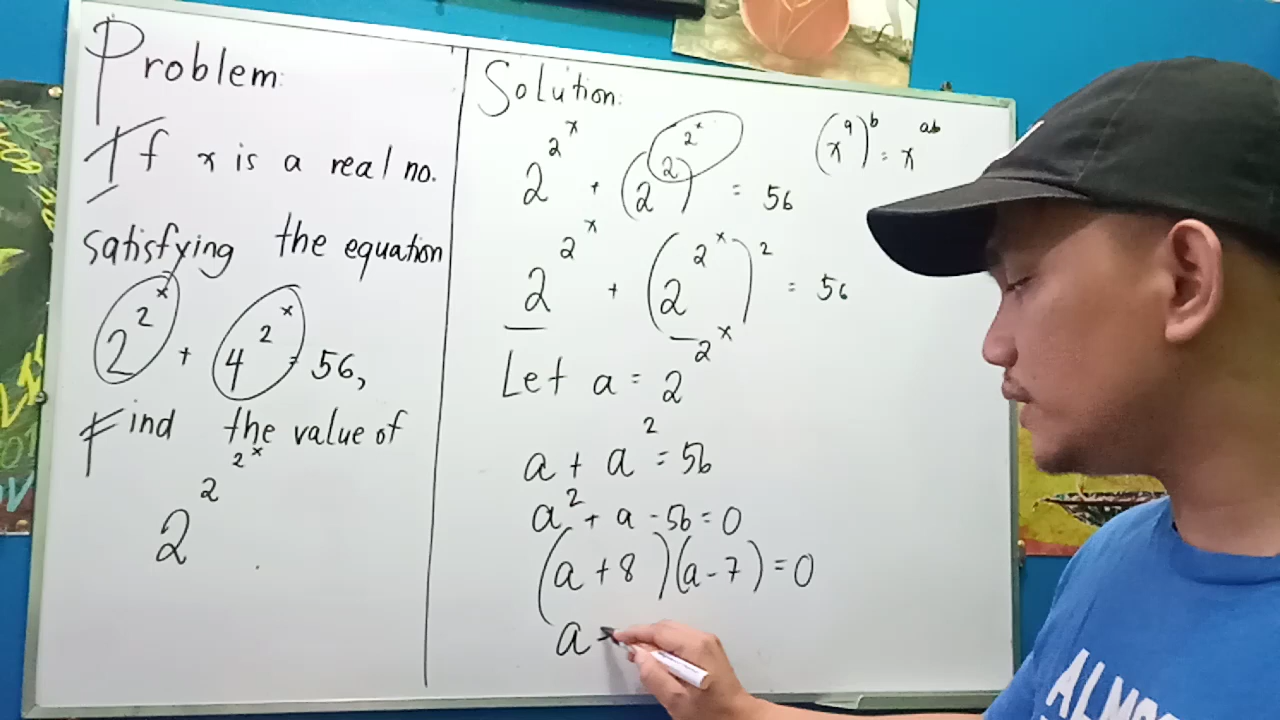 Problem:
If x is a real no.
satisfying the equation
2^2^x + 4^2^x = 56,
Find the value of
2^2^2^x
Solution:
2^2^x + (2^2)^2^x = 56
(x^a)^b = x^ab
2^2^x + (2^2^x)^2 = 56
Let a = 2^2^x
a + a^2 = 56
a^2 + a - 56 = 0
(a + 8)(a - 7) = 0
a